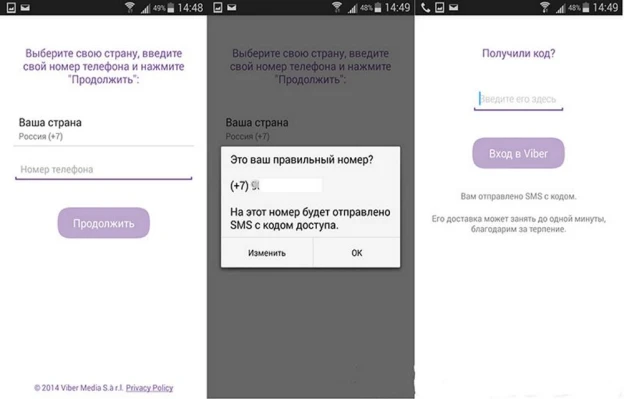 49% 14:48
Выберите свою страну, введите
свой номер телефона и нажмите
"Продолжить":
Ваша страна
Россия (+7)
Номер телефона
Продолжить
© 2014 Viber Media S.à r.l. Privacy Policy
48% 14:49
Выберите свою страну, введите
свой номер телефона и нажмите
"Продолжить":
Ваша страна
Россия (+7)
Это ваш правильный номер?
(+7)
На этот номер будет отправлено
SMS с кодом доступа.
Изменить OK
48% 14:49
Получили код?
Введите его здесь
Вход в Viber
Вам отправлено SMS с кодом.
Его доставка может занять до одной минуты,
благодарим за терпение.